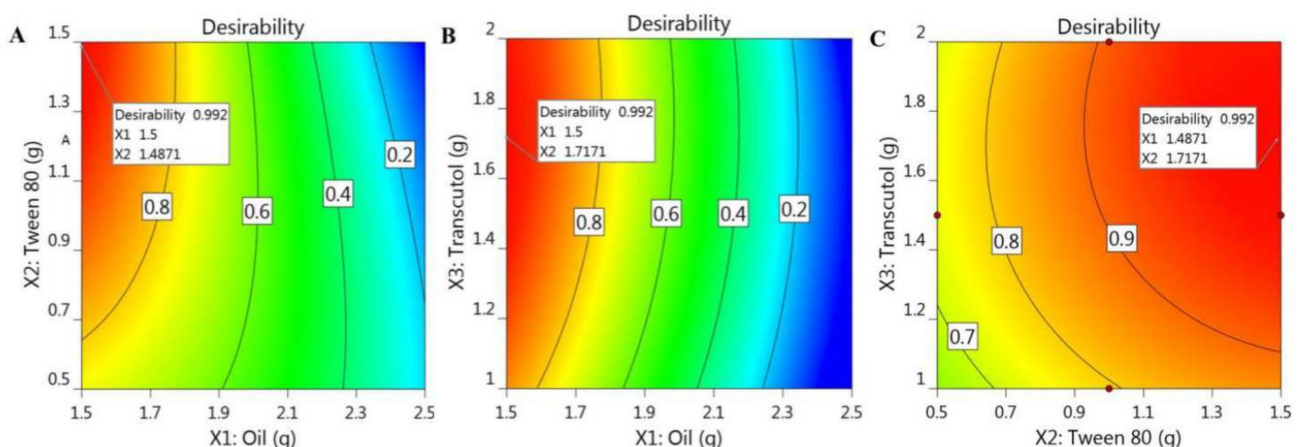 A
Desirability
1.5
1.3
A
1.1
0.9
0.7
0.5
X2: Tween 80 (g)
Desirability 0.992
X1 1.5
X2 1.4871
0.8
0.6
0.4
0.2
1.5
1.7
1.9
2.1
2.3
2.5
X1: Oil (g)
B
Desirability
2
1.8
1.6
1.4
1.2
1
X3: Transcutol (g)
Desirability 0.992
X1 1.5
X2 1.7171
0.8
0.6
0.4
0.2
1.5
1.7
1.9
2.1
2.3
2.5
X1: Oil (g)
C
Desirability
2
1.8
1.6
1.4
1.2
1
X3: Transcutol (g)
Desirability 0.992
X1 1.4871
X2 1.7171
0.9
0.8
0.7
0.5
0.7
0.9
1.1
1.3
1.5
X2: Tween 80 (g)